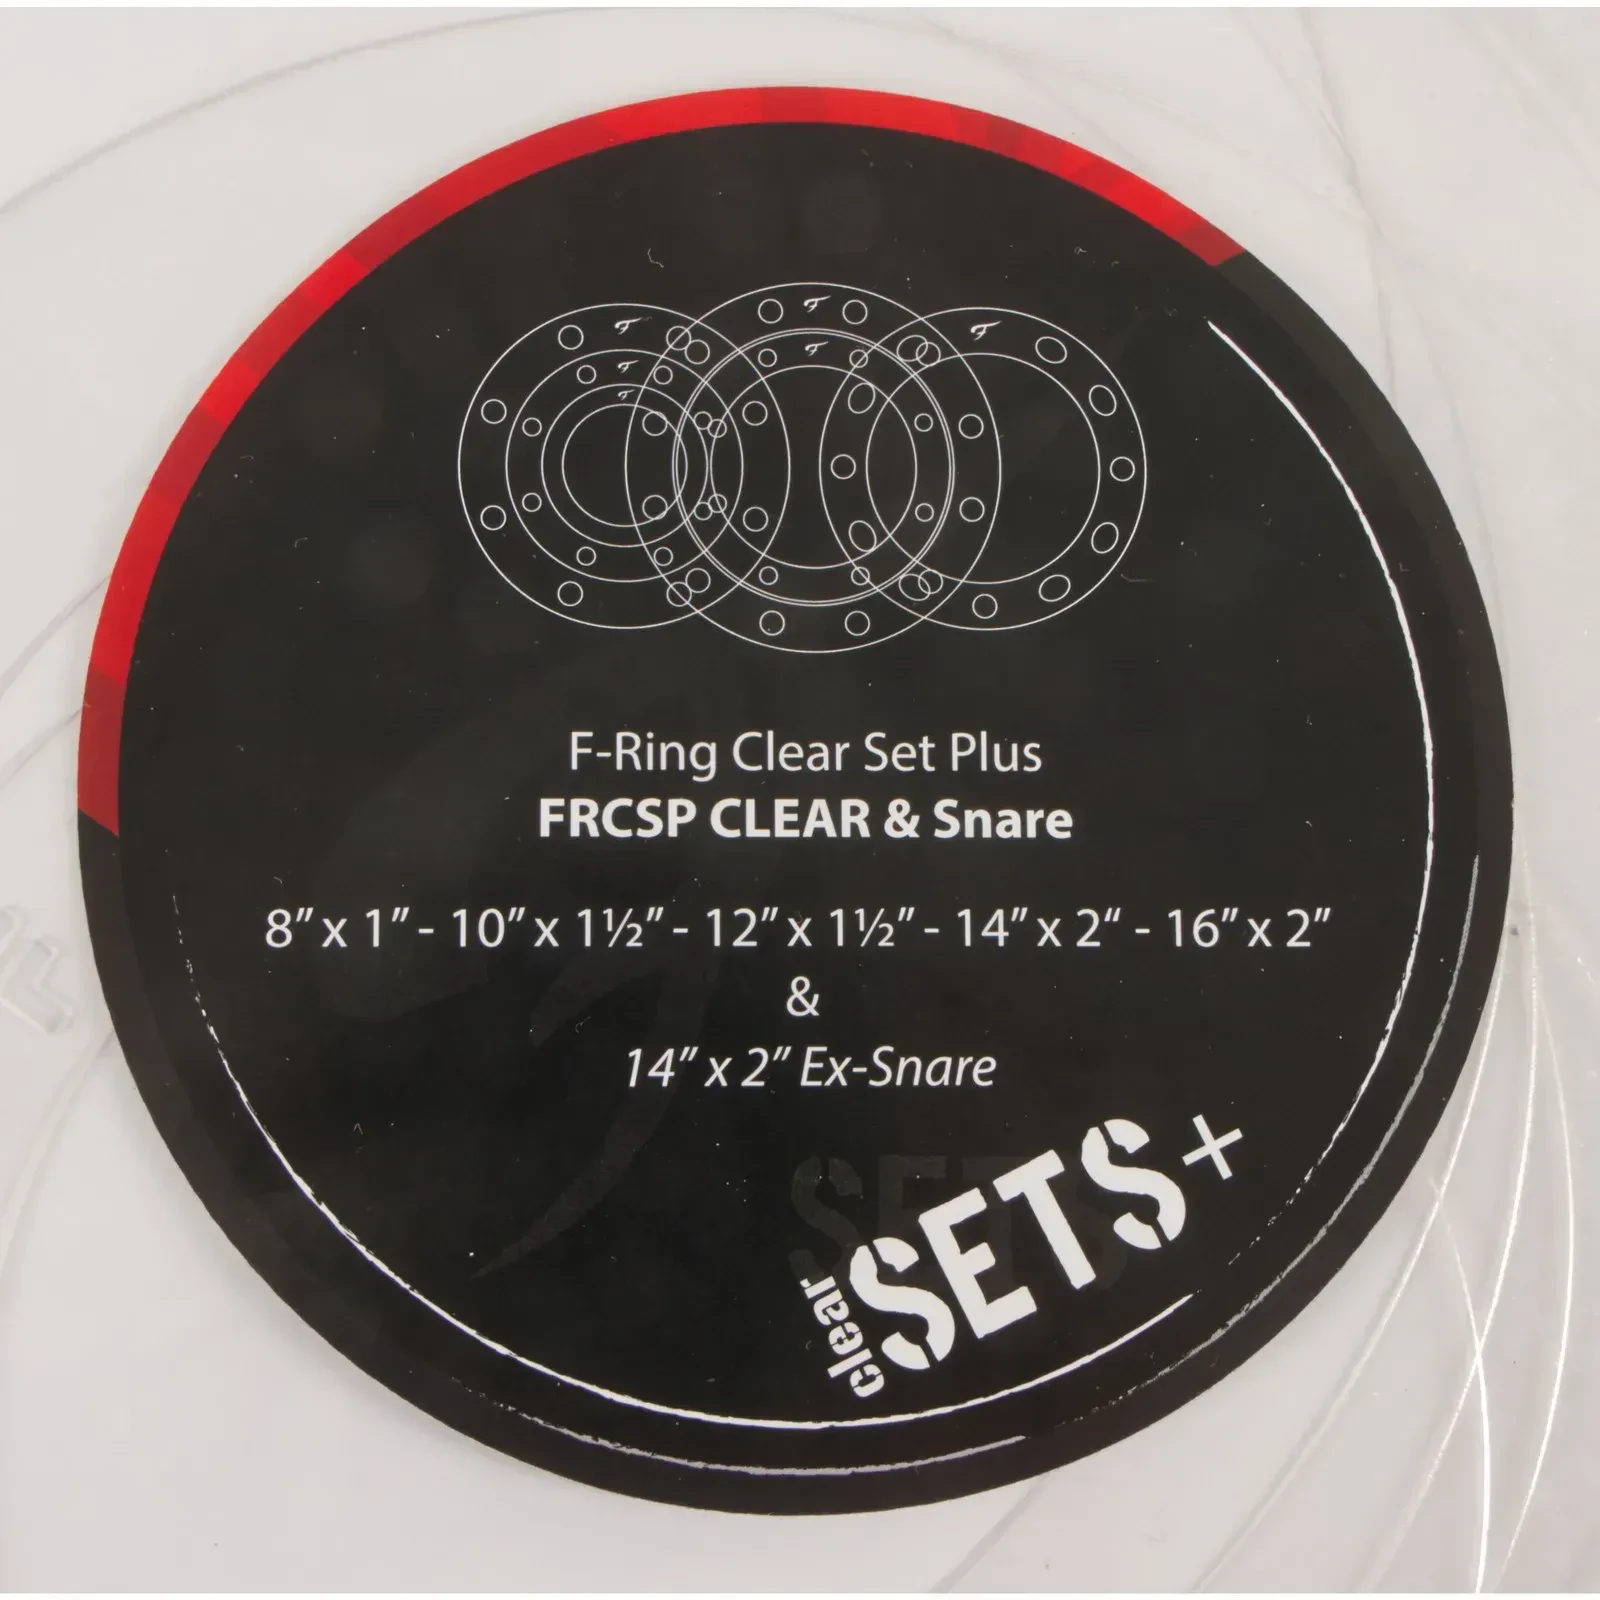 F-Ring Clear Set Plus
FRCSP CLEAR & Snare
8” x 1” - 10” x 1½” - 12” x 1½” - 14” x 2“ - 16” x 2”
&
14” x 2” Ex-Snare
clear SETS+